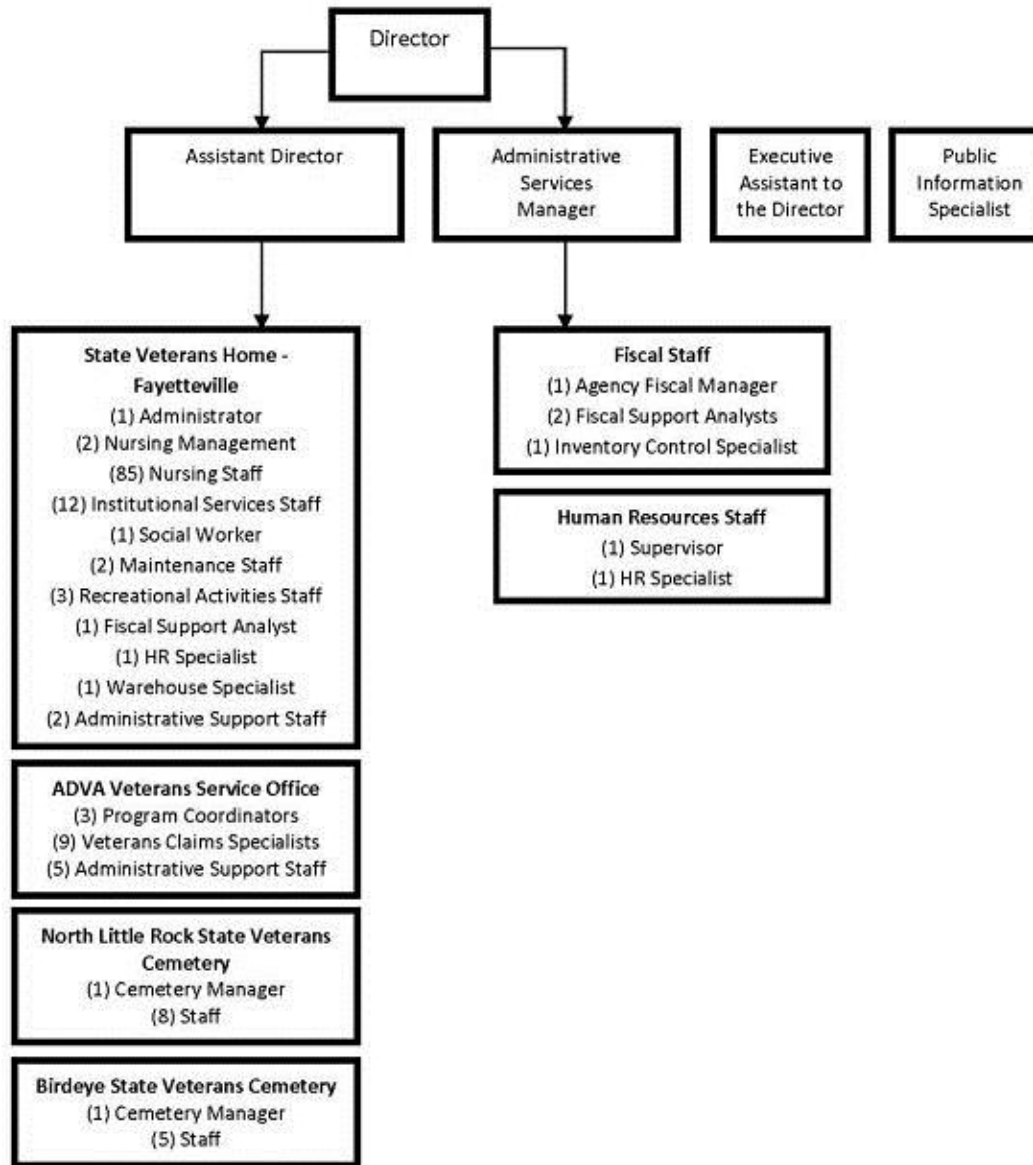 Director
Assistant Director
Administrative
Services
Manager
Executive
Assistant to
the Director
Public
Information
Specialist
State Veterans Home -
Fayetteville
(1) Administrator
(2) Nursing Management
(85) Nursing Staff
(12) Institutional Services Staff
(1) Social Worker
(2) Maintenance Staff
(3) Recreational Activities Staff
(1) Fiscal Support Analyst
(1) HR Specialist
(1) Warehouse Specialist
(2) Administrative Support Staff
Fiscal Staff
(1) Agency Fiscal Manager
(2) Fiscal Support Analysts
(1) Inventory Control Specialist
Human Resources Staff
(1) Supervisor
(1) HR Specialist
ADVA Veterans Service Office
(3) Program Coordinators
(9) Veterans Claims Specialists
(5) Administrative Support Staff
North Little Rock State Veterans
Cemetery
(1) Cemetery Manager
(8) Staff
Birdeye State Veterans Cemetery
(1) Cemetery Manager
(5) Staff